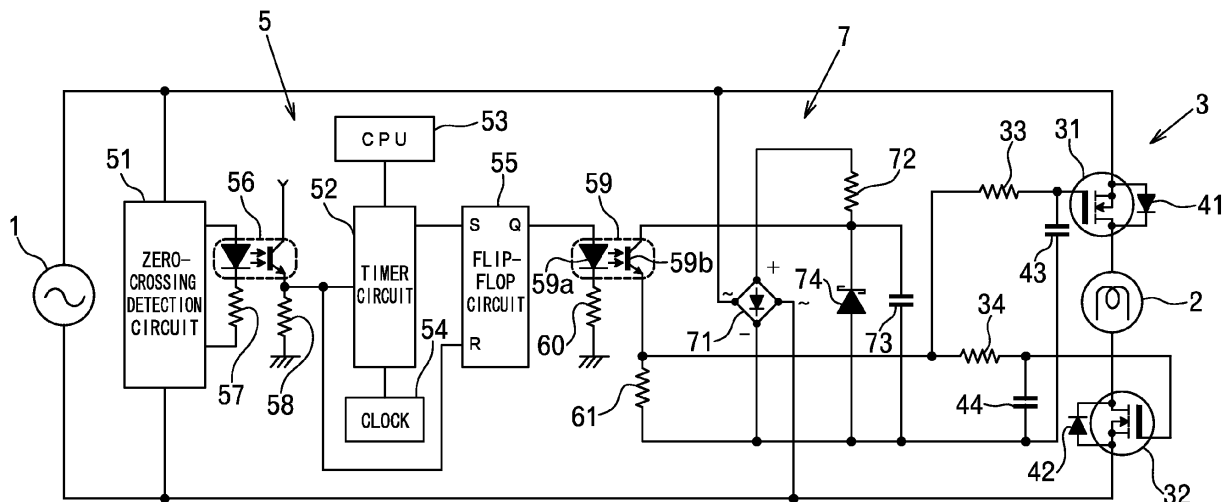 5
7
3
51
56
CPU
53
55
59
72
33
31
1
52
41
ZERO-
CROSSING
DETECTION
CIRCUIT
TIMER
CIRCUIT
S Q
FLIP-
FLOP
CIRCUIT
R
59a
59b
~
+
~
−
74
43
2
34
57
58
54
60
71
73
61
44
CLOCK
42
32